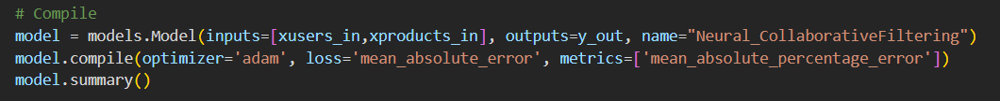 # Compile
model = models.Model(inputs=[xusers_in,xproducts_in], outputs=y_out, name="Neural_CollaborativeFiltering")
model.compile(optimizer='adam', loss='mean_absolute_error', metrics=['mean_absolute_percentage_error'])
model.summary()